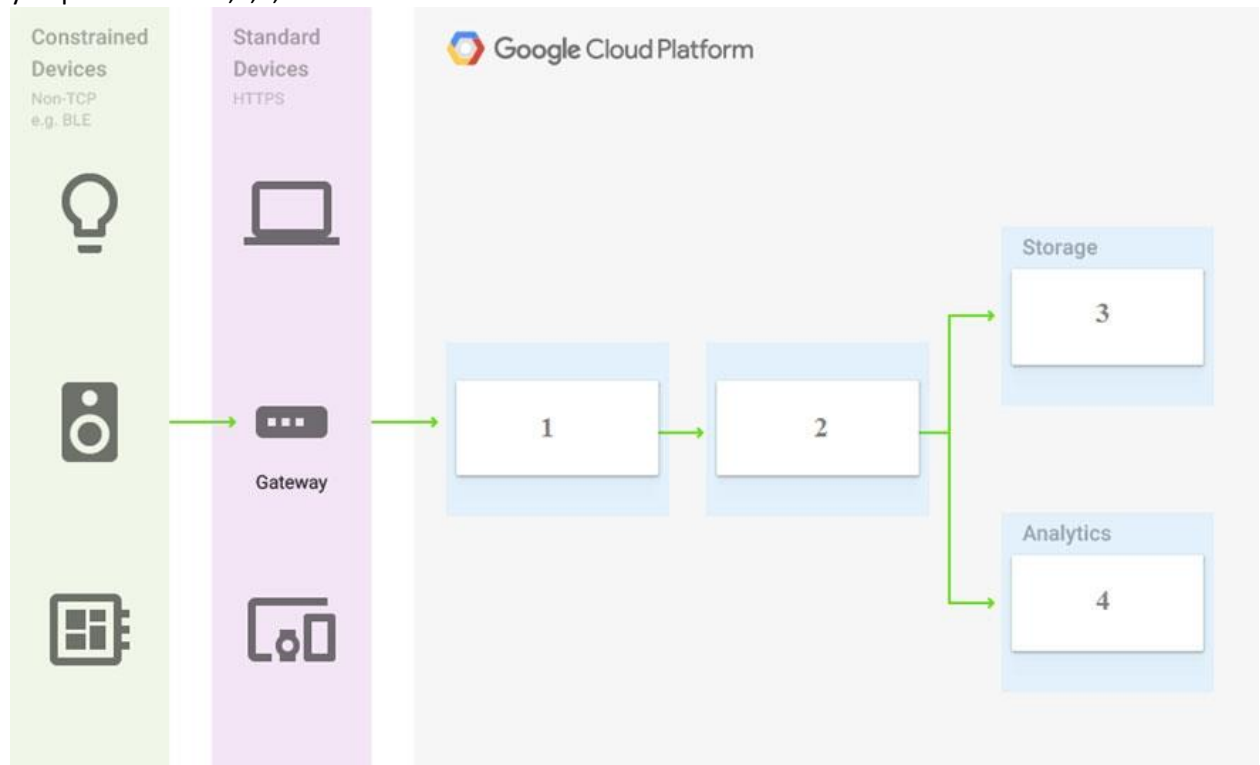 Constrained
Devices
Non-TCP
e.g. BLE
Standard
Devices
HTTPS
Gateway
Google Cloud Platform
1
2
Storage
3
Analytics
4